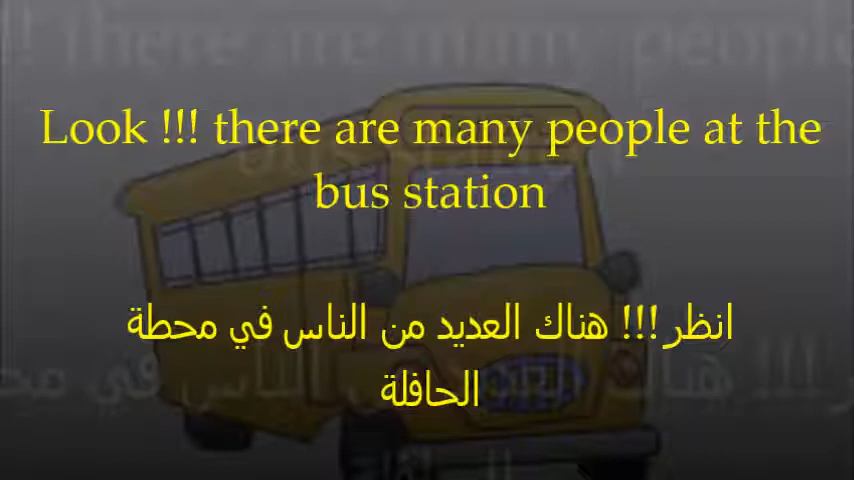 Look !!! there are many people at the
bus station
انظر !!! هناك العديد من الناس في محطة
الحافلة